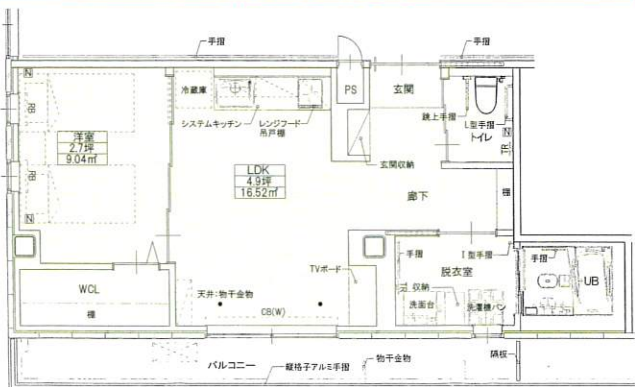 手摺
手摺
冷蔵庫
PS
玄関
システムキッチン
レンジフード
吊戸棚
跳上手摺
L型手摺
トイレ
洋室
2.7坪
9.04㎡
玄関収納
LDK
4.9坪
16.52㎡
廊下
棚
I型手摺
手摺
手摺
脱衣室
UB
TVボード
収納
WCL
棚
天井:物干金物
洗面台
洗濯機パン
CB(W)
バルコニー
縦格子アルミ手摺
物干金物
隔板